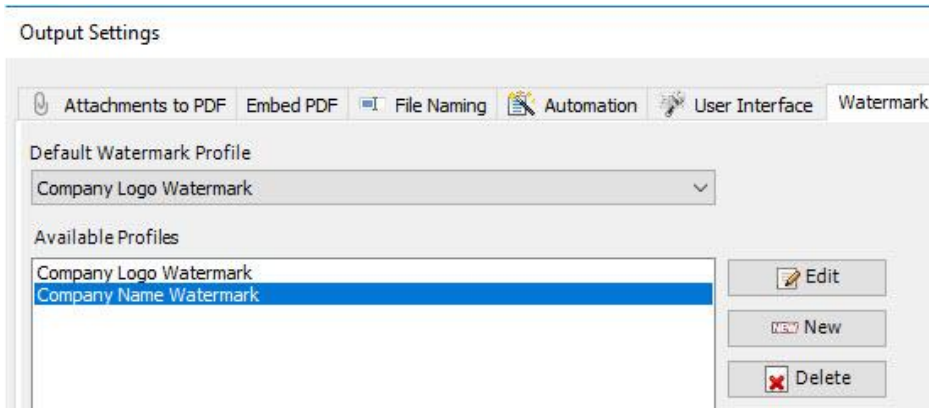 Output Settings
Attachments to PDF Embed PDF File Naming Automation User Interface Watermark
Default Watermark Profile
Company Logo Watermark
Available Profiles
Company Logo Watermark
Company Name Watermark
Edit
NEW New
Delete